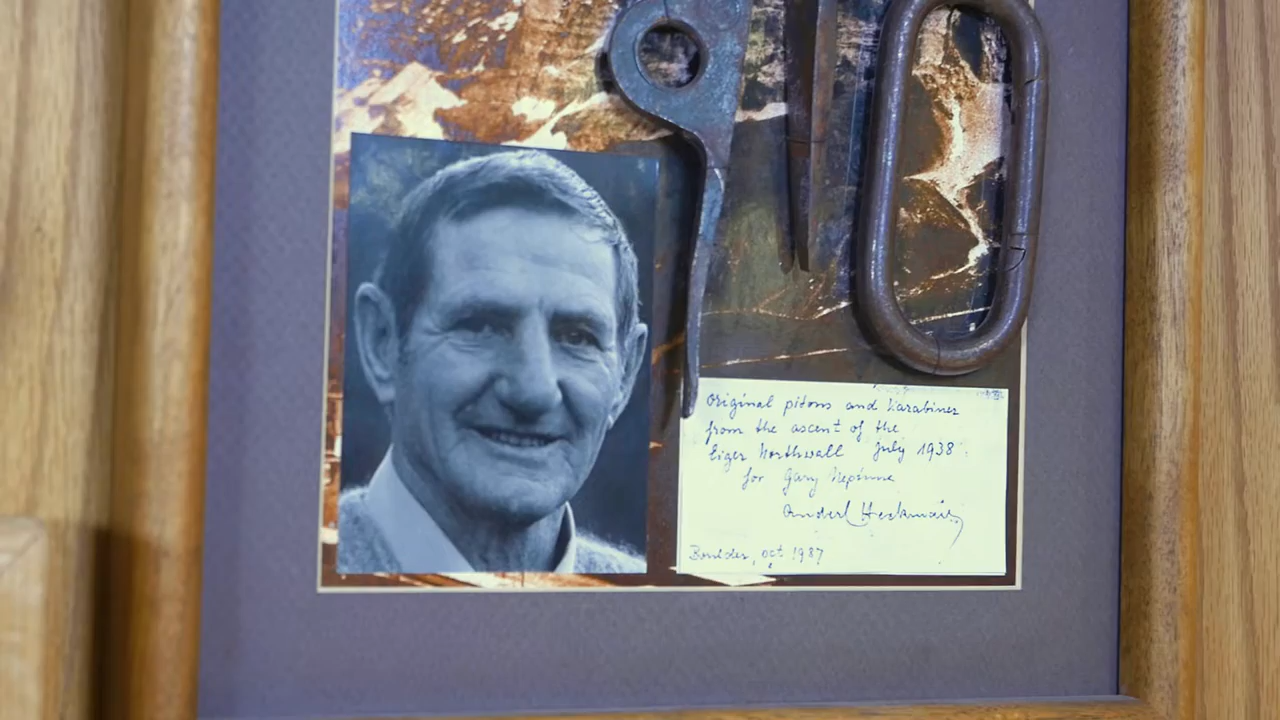 Original pitons and Karabiner
from the ascent of the
Eiger Northwall July 1938.
for Gary Neptune
Anderl Heckmair
Boulder, oct 1987